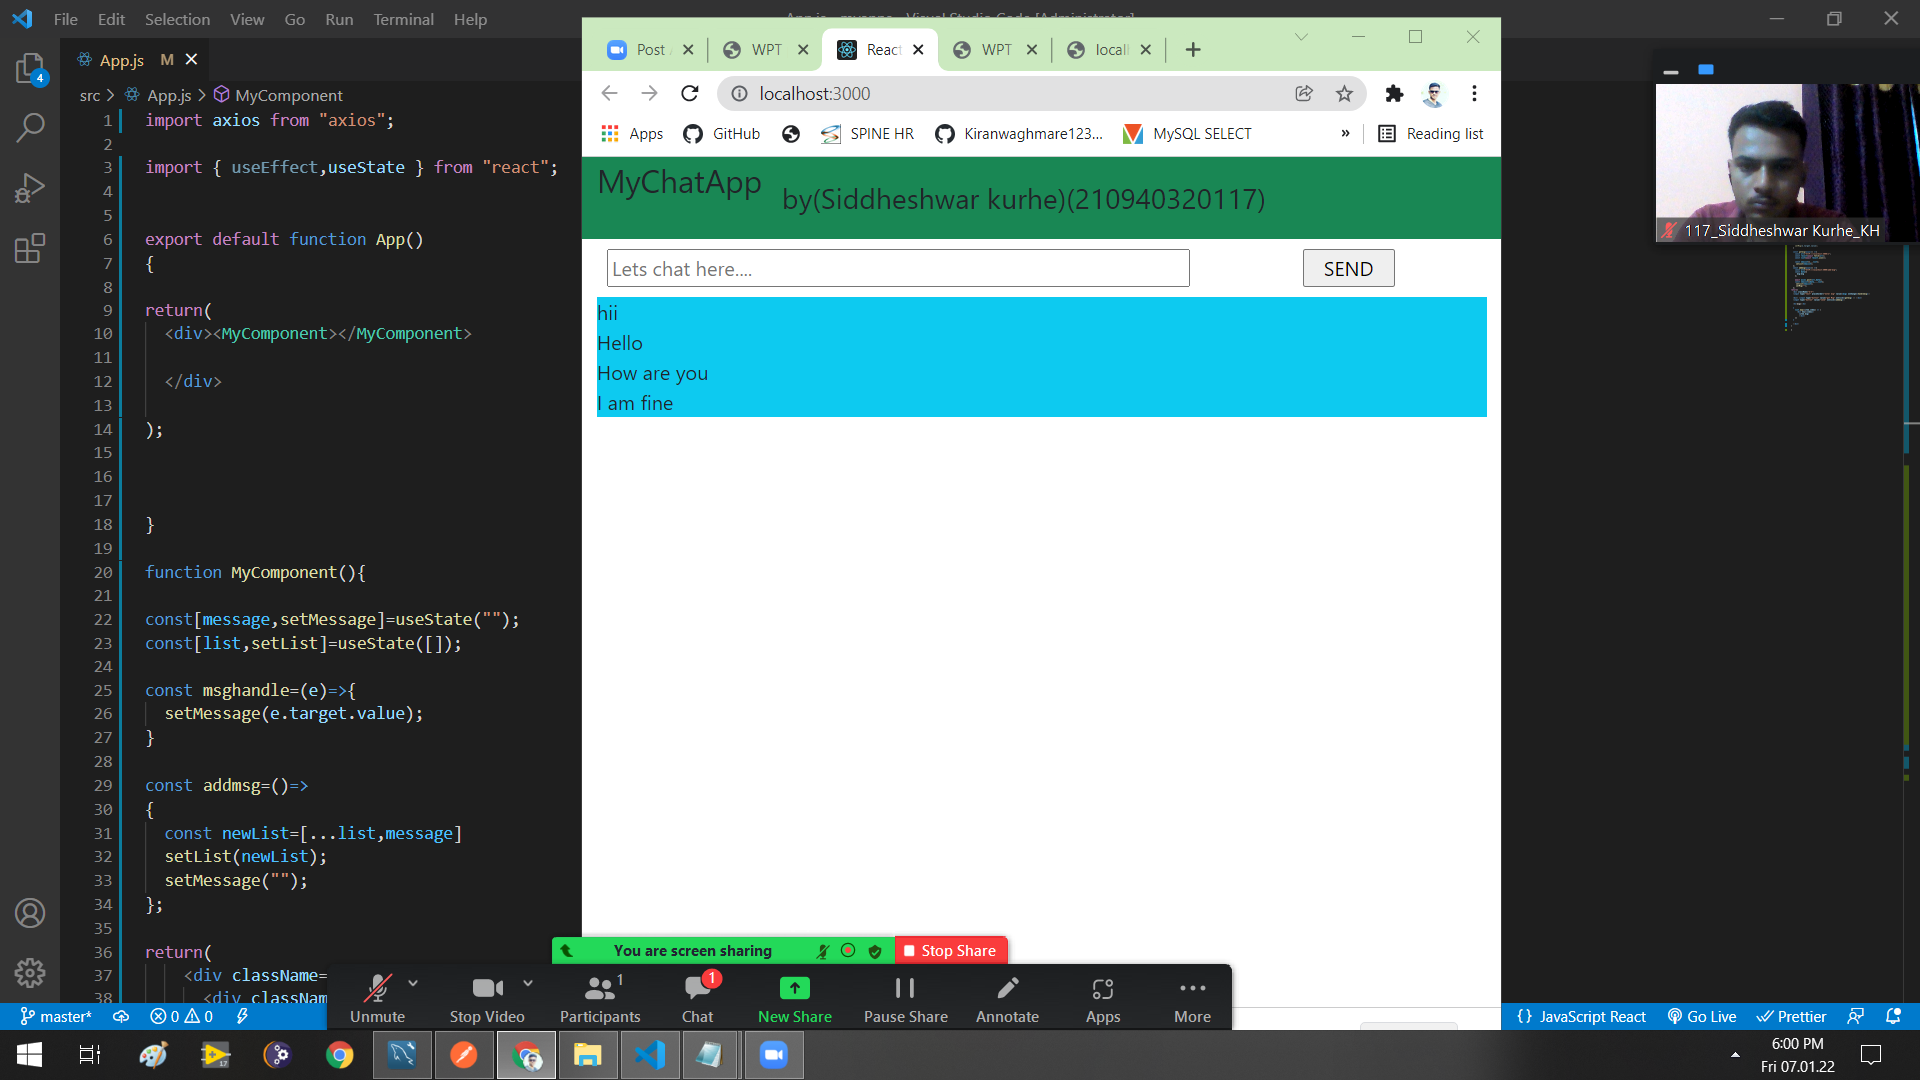 File Edit Selection View Go Run Terminal Help
App.js M
src > App.js > MyComponent
1 import axios from "axios";
2
3 import { useEffect,useState } from "react";
4
5
6 export default function App()
7 {
8
9 return(
10 <div><MyComponent></MyComponent>
11
12 </div>
13
14 );
15
16
17
18 }
19
20 function MyComponent(){
21
22 const[message,setMessage]=useState("");
23 const[list,setList]=useState([]);
24
25 const msghandle=(e)=>{
26 setMessage(e.target.value);
27 }
28
29 const addmsg=()=>
30 {
31 const newList=[...list,message]
32 setList(newList);
33 setMessage("");
34 };
35
36 return(
37 <div className=
38 <div classNam
4
Post WPT React WPT locall
localhost:3000
Apps GitHub SPINE HR Kiranwaghmare123... MySQL SELECT » Reading list
MyChatApp by(Siddheshwar kurhe)(210940320117)
Lets chat here.... SEND
hii
Hello
How are you
I am fine
117_Siddheshwar Kurhe_KH
You are screen sharing Stop Share
1 1
Unmute Stop Video Participants Chat New Share Pause Share Annotate Apps More
master* 0 0 {} JavaScript React Go Live Prettier
17
6:00 PM
Fri 07.01.22